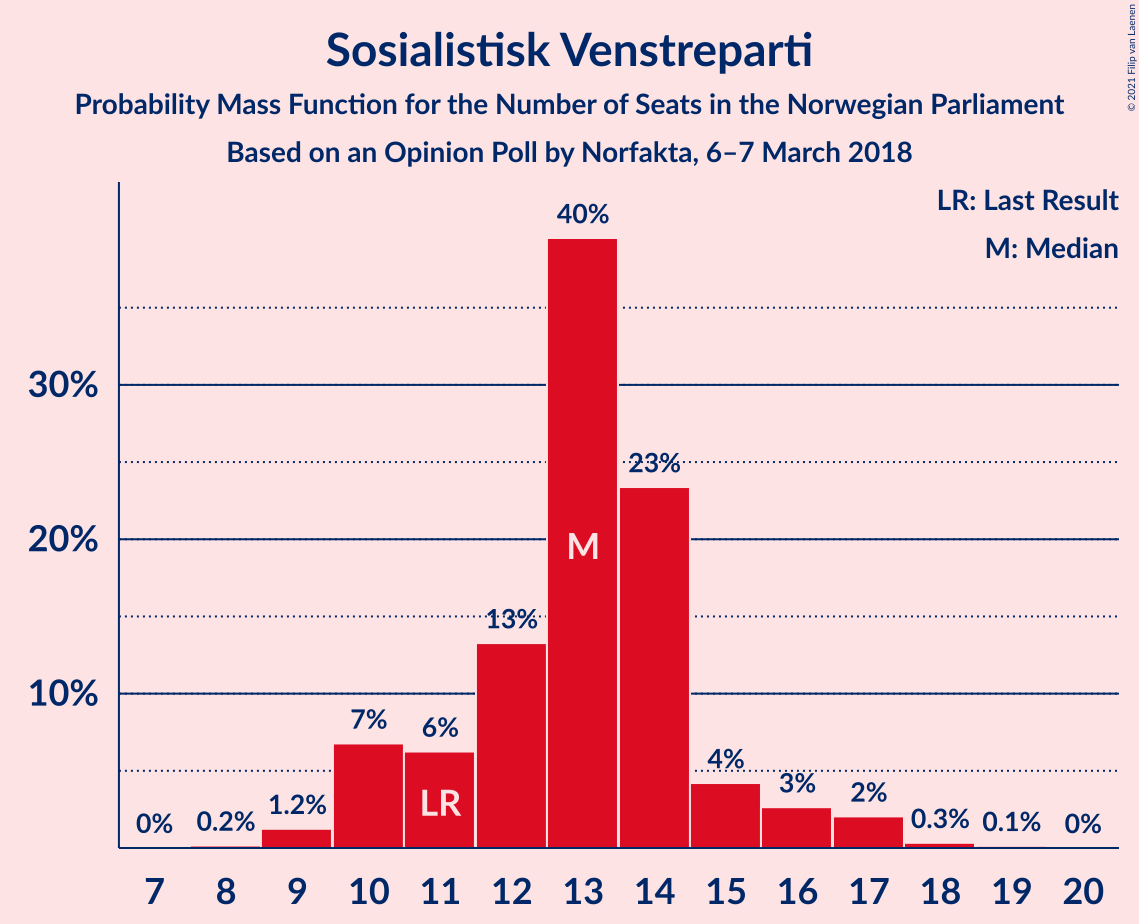 Sosialistisk Venstreparti
Probability Mass Function for the Number of Seats in the Norwegian Parliament
Based on an Opinion Poll by Norfakta, 6–7 March 2018
© 2021 Filip van Laenen
LR: Last Result
M: Median
40%
30%
23%
20%
M
13%
10%
7%
6%
4%
3%
2%
LR
1.2%
0% 0.2% 0.3% 0.1% 0%
7 8 9 10 11 12 13 14 15 16 17 18 19 20